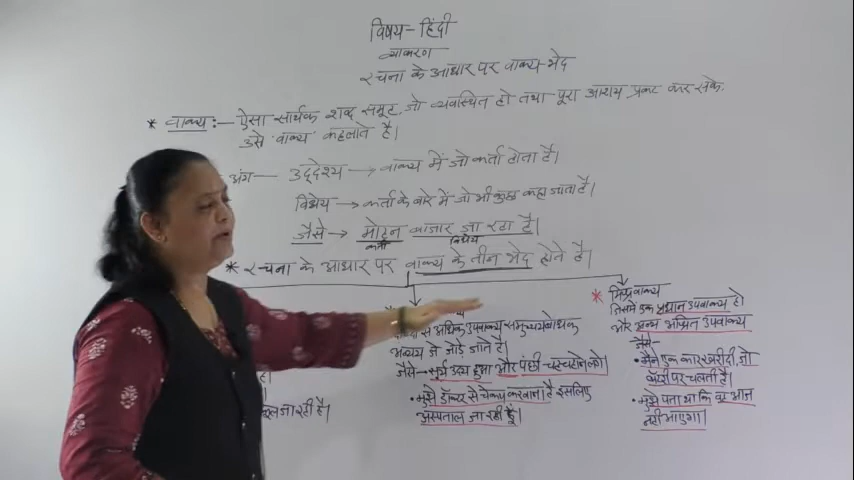 विषय - हिंदी
व्याकरण
रचना के आधार पर वाक्य-भेद
* वाक्य :- ऐसा सार्थक शब्द समूह, जो व्यवस्थित हो तथा पूरा आशय प्रकट कर सके,
उसे 'वाक्य' कहलाते है।
अंग- उद्देश्य → वाक्य में जो कर्ता होता है।
विधेय → कर्ता के बारे में जो भी कुछ कहा जाता है।
जैसे → मोहन बाजार जा रहा है।
कर्ता विधेय
* रचना के आधार पर वाक्य के तीन भेद होते है।
से अधिक उपवाक्य समुच्चयबोधक
अव्यय से जोड़े जाते है।
जैसे- सूर्य उदय हुआ और पंछी चहचहाने लगे।
• मुझे डॉक्टर से चेकप करवाना है इसलिए
अस्पताल जा रही हूँ।
* मिश्रवाक्य
जिसमें एक प्रधान उपवाक्य हो
और अन्य आश्रित उपवाक्य
जैसे-
• मैंने एक कार खरीदी, जो
पर चलती है।
• मुझे पता था कि वह आज
नहीं आएगा।
जा रही है।